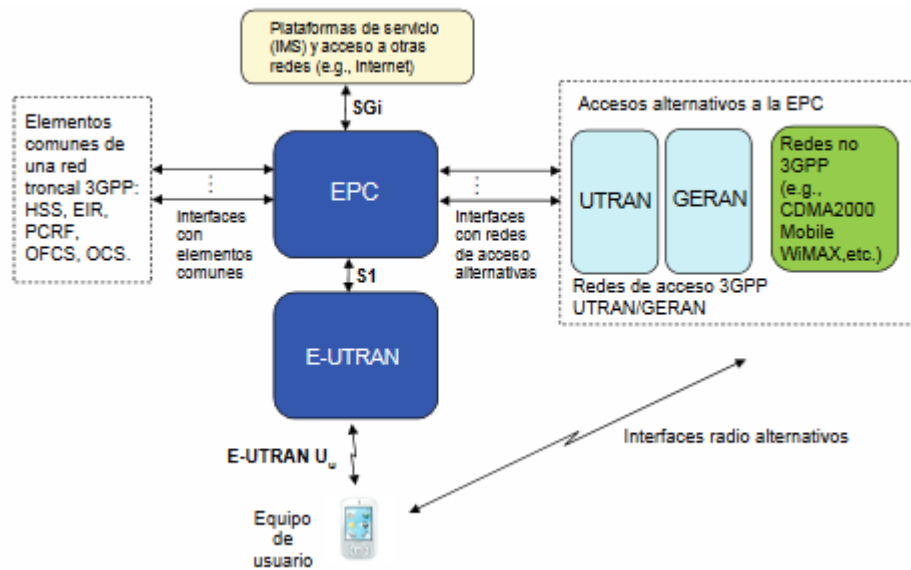 Plataformas de servicio
(IMS) y acceso a otras
redes (e.g., Internet)
SGi
Elementos
comunes de
una red
troncal 3GPP:
HSS, EIR,
PCRF,
OFCS, OCS.
Interfaces
con
elementos
comunes
EPC
Interfaces
con redes
de acceso
alternativas
Accesos alternativos a la EPC
UTRAN
GERAN
Redes no
3GPP
(e.g.,
CDMA2000
Mobile
WiMAX,etc.)
Redes de acceso 3GPP
UTRAN/GERAN
S1
E-UTRAN
E-UTRAN Uu
Interfaces radio alternativos
Equipo
de
usuario